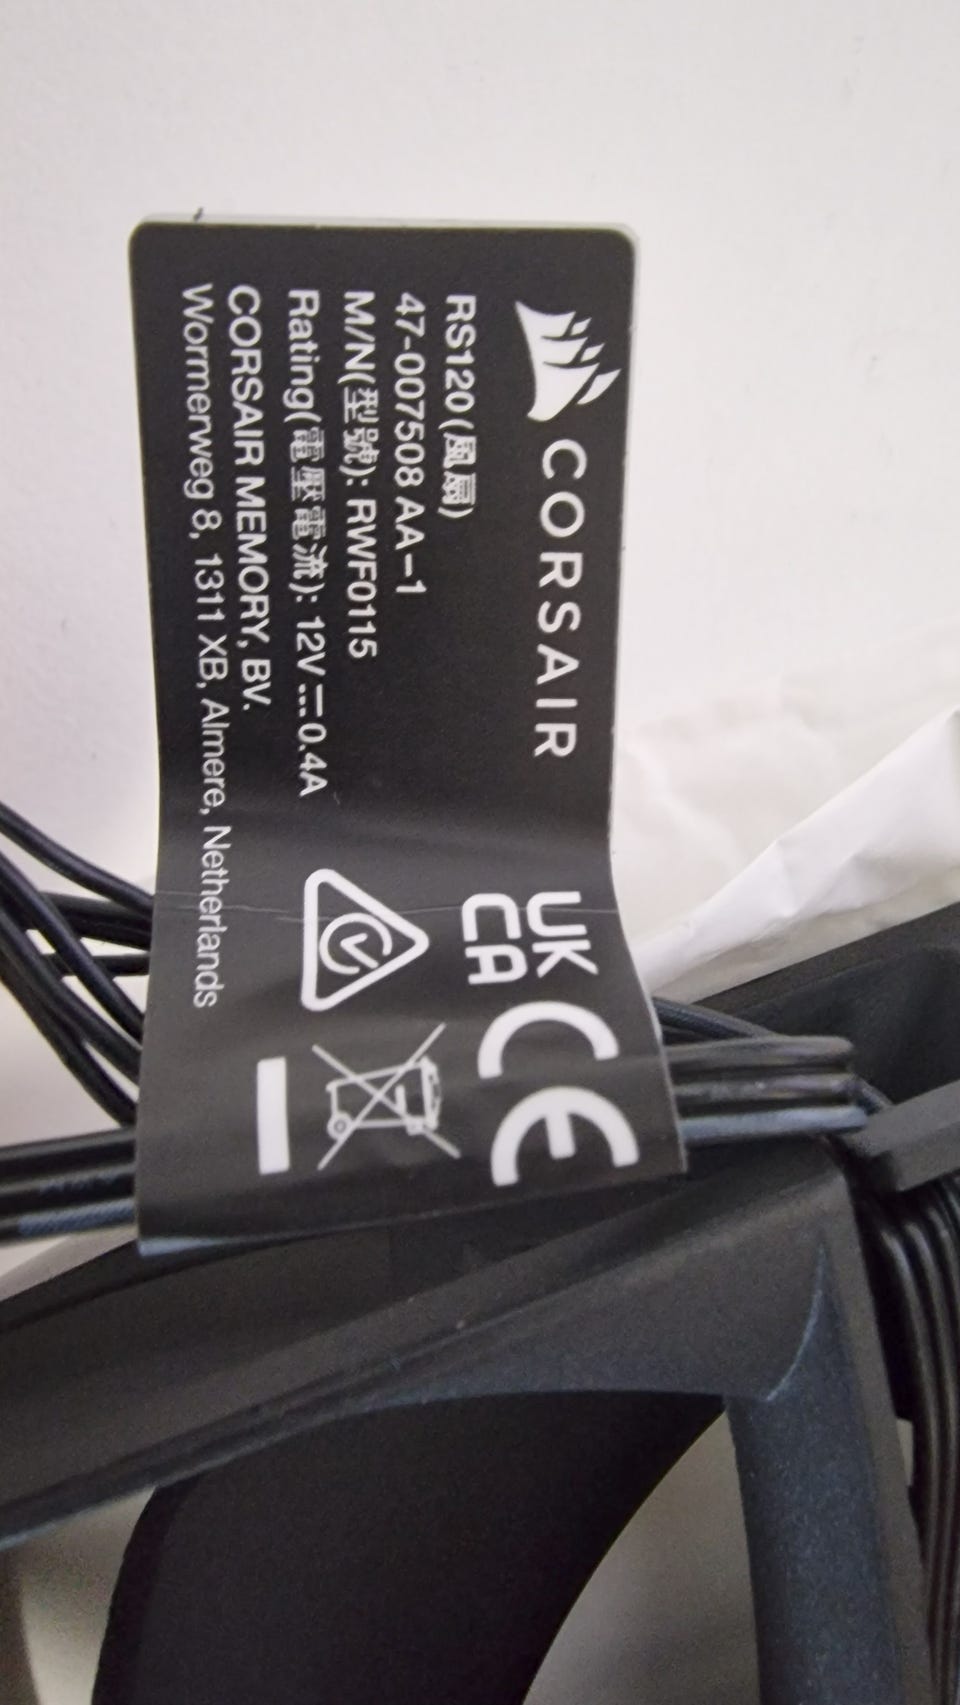 CORSAIR
RS120(風扇)
47-007508 AA-1
M/N(型號): RWF0115
Rating(電壓電流): 12V⎓0.4A
CORSAIR MEMORY, BV.
Wormerweg 8, 1311 XB, Almere, Netherlands
UK
CA
CE